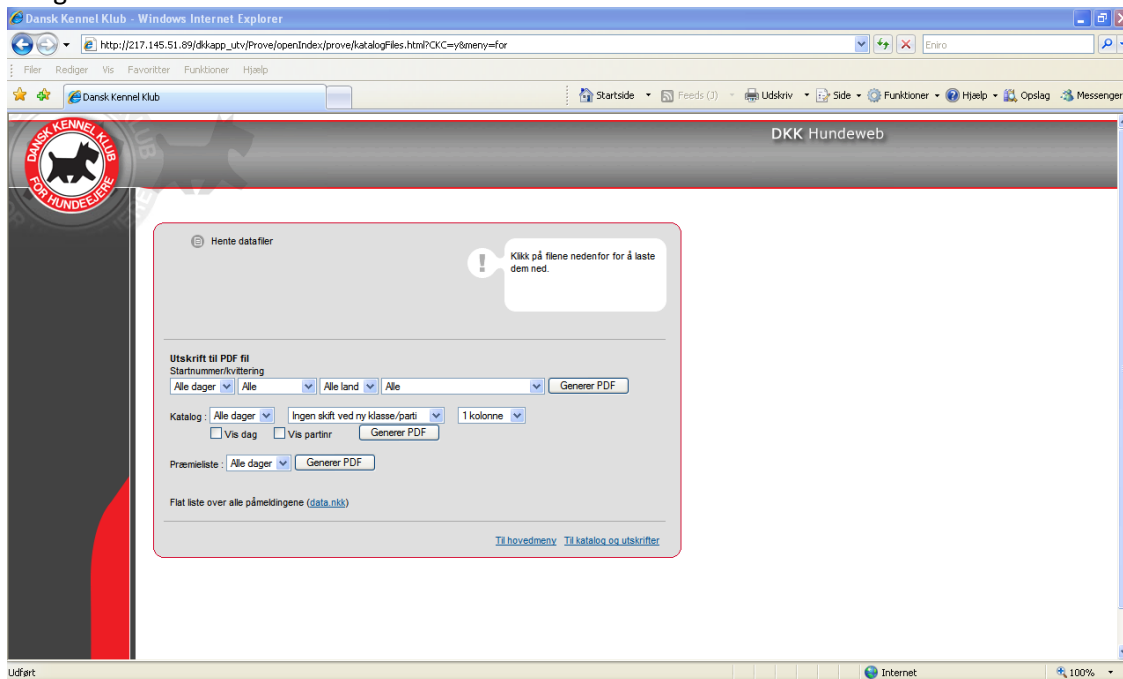 Dansk Kennel Klub - Windows Internet Explorer
http://217.145.51.89/dkkapp_utv/Prove/openIndex/prove/katalogFiles.html?CKC=y&meny=for
Eniro
Filer Rediger Vis Favoritter Funktioner Hjælp
Dansk Kennel Klub
Startside Feeds (J) Udskriv Side Funktioner Hjælp Opslag Messenger
DANSK KENNEL KLUB
FOR HUNDEEJERE
DKK Hundeweb
Hente datafiler
!
Klikk på filene nedenfor for å laste
dem ned.
Utskrift til PDF fil
Startnummer/kvittering
Alle dager Alle Alle land Alle Generer PDF
Katalog : Alle dager Ingen skift ved ny klasse/parti 1 kolonne
Vis dag Vis partinr Generer PDF
Præmieliste : Alle dager Generer PDF
Flat liste over alle påmeldingene (data.nkk)
Til hovedmeny Til katalog og utskrifter
Udført Internet 100%